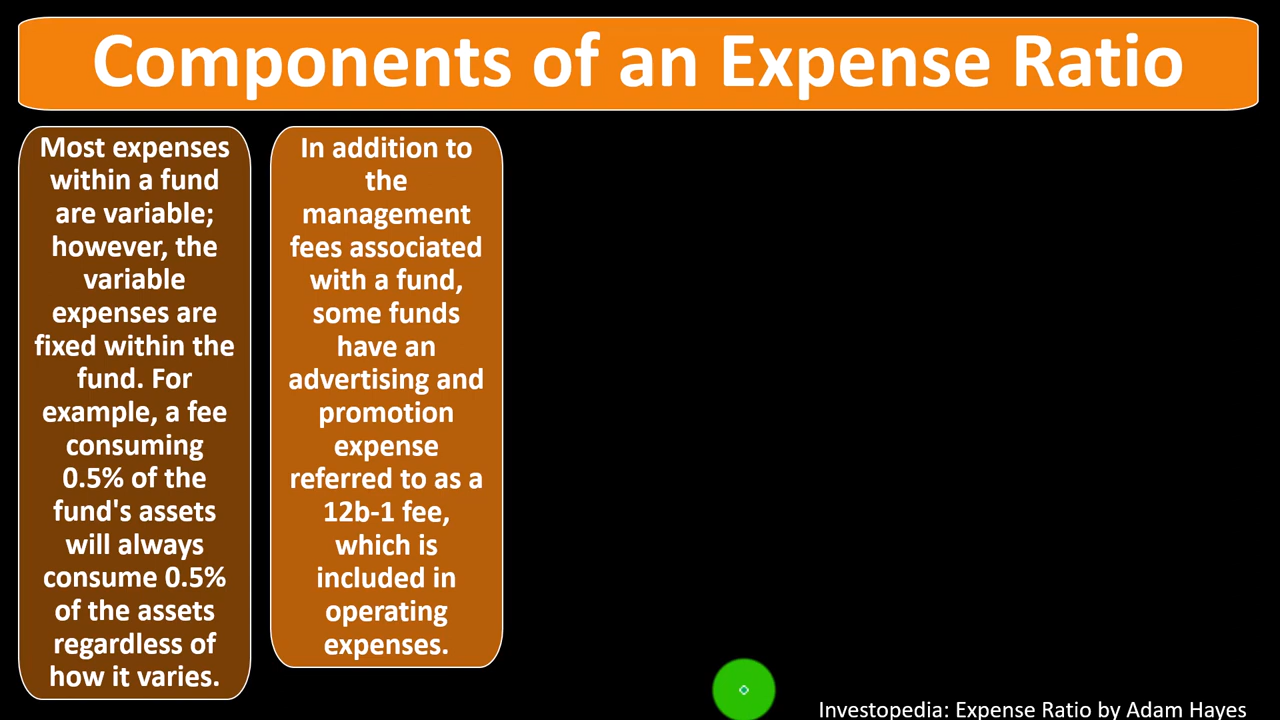 Components of an Expense Ratio
Most expenses
within a fund
are variable;
however, the
variable
expenses are
fixed within the
fund. For
example, a fee
consuming
0.5% of the
fund's assets
will always
consume 0.5%
of the assets
regardless of
how it varies.
In addition to
the
management
fees associated
with a fund,
some funds
have an
advertising and
promotion
expense
referred to as a
12b-1 fee,
which is
included in
operating
expenses.
Investopedia: Expense Ratio by Adam Hayes